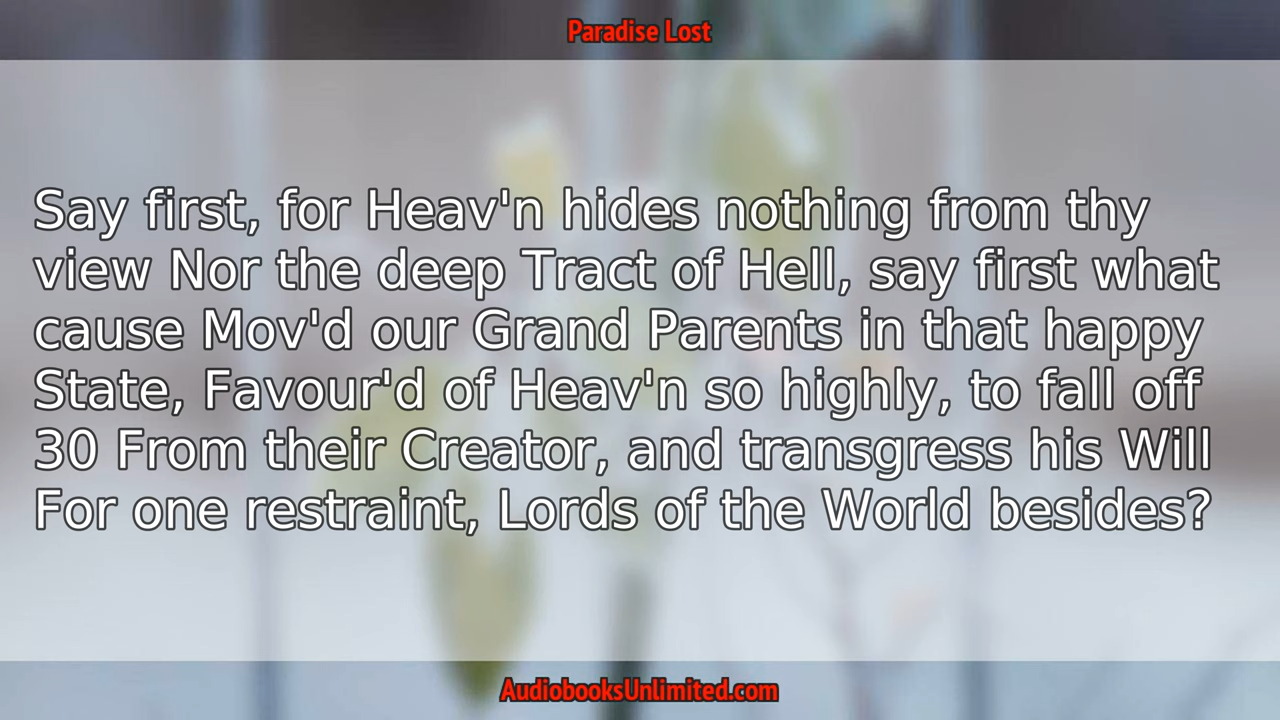 Paradise Lost
Say first, for Heav'n hides nothing from thy
view Nor the deep Tract of Hell, say first what
cause Mov'd our Grand Parents in that happy
State, Favour'd of Heav'n so highly, to fall off
30 From their Creator, and transgress his Will
For one restraint, Lords of the World besides?
AudiobooksUnlimited.com